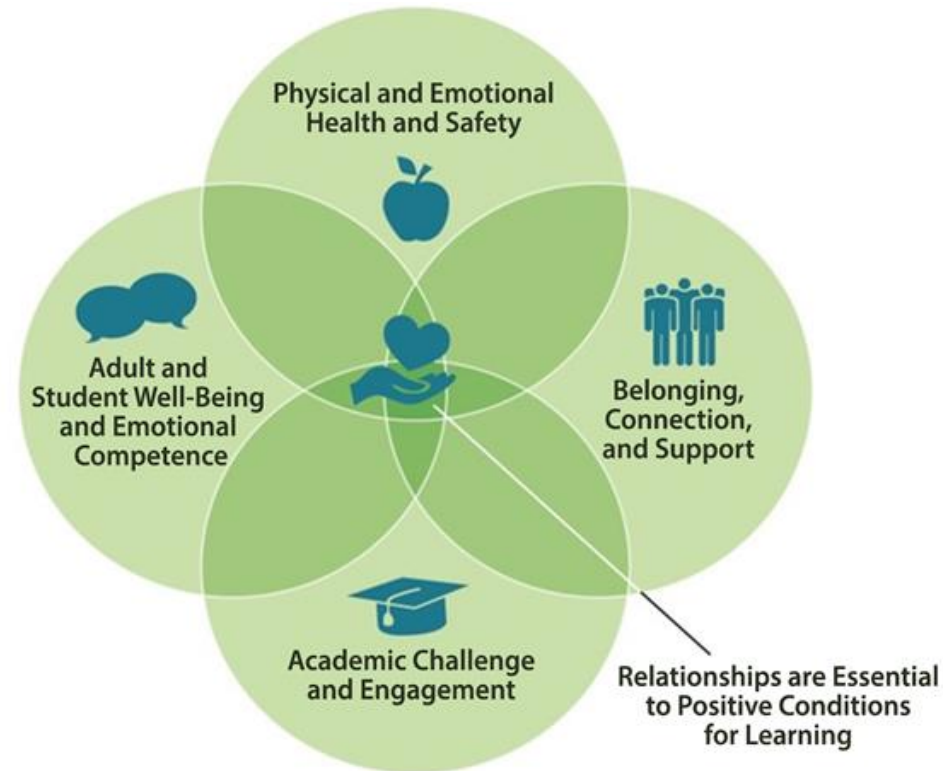 Physical and Emotional
Health and Safety
Adult and
Student Well-Being
and Emotional
Competence
Belonging,
Connection,
and Support
Academic Challenge
and Engagement
Relationships are Essential
to Positive Conditions
for Learning